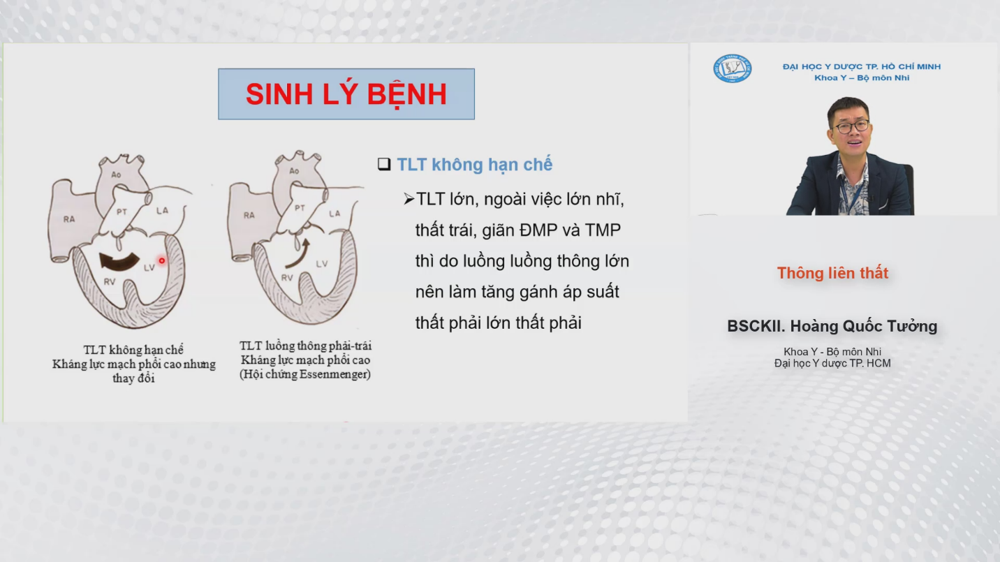 SINH LÝ BỆNH
Ao
PT
LA
RA
LV
RV
TLT không hạn chế
Kháng lực mạch phổi cao nhưng
thay đổi
Ao
PT
LA
RA
LV
RV
TLT luồng thông phải-trái
Kháng lực mạch phổi cao
(Hội chứng Essenmenger)
TLT không hạn chế
TLT lớn, ngoài việc lớn nhĩ,
thất trái, giãn ĐMP và TMP
thì do luồng luồng thông lớn
nên làm tăng gánh áp suất
thất phải lớn thất phải
ĐẠI HỌC Y DƯỢC TP. HỒ CHÍ MINH
Khoa Y – Bộ môn Nhi
Thông liên thất
BSCKII. Hoàng Quốc Tưởng
Khoa Y - Bộ môn Nhi
Đại học Y dược TP. HCM